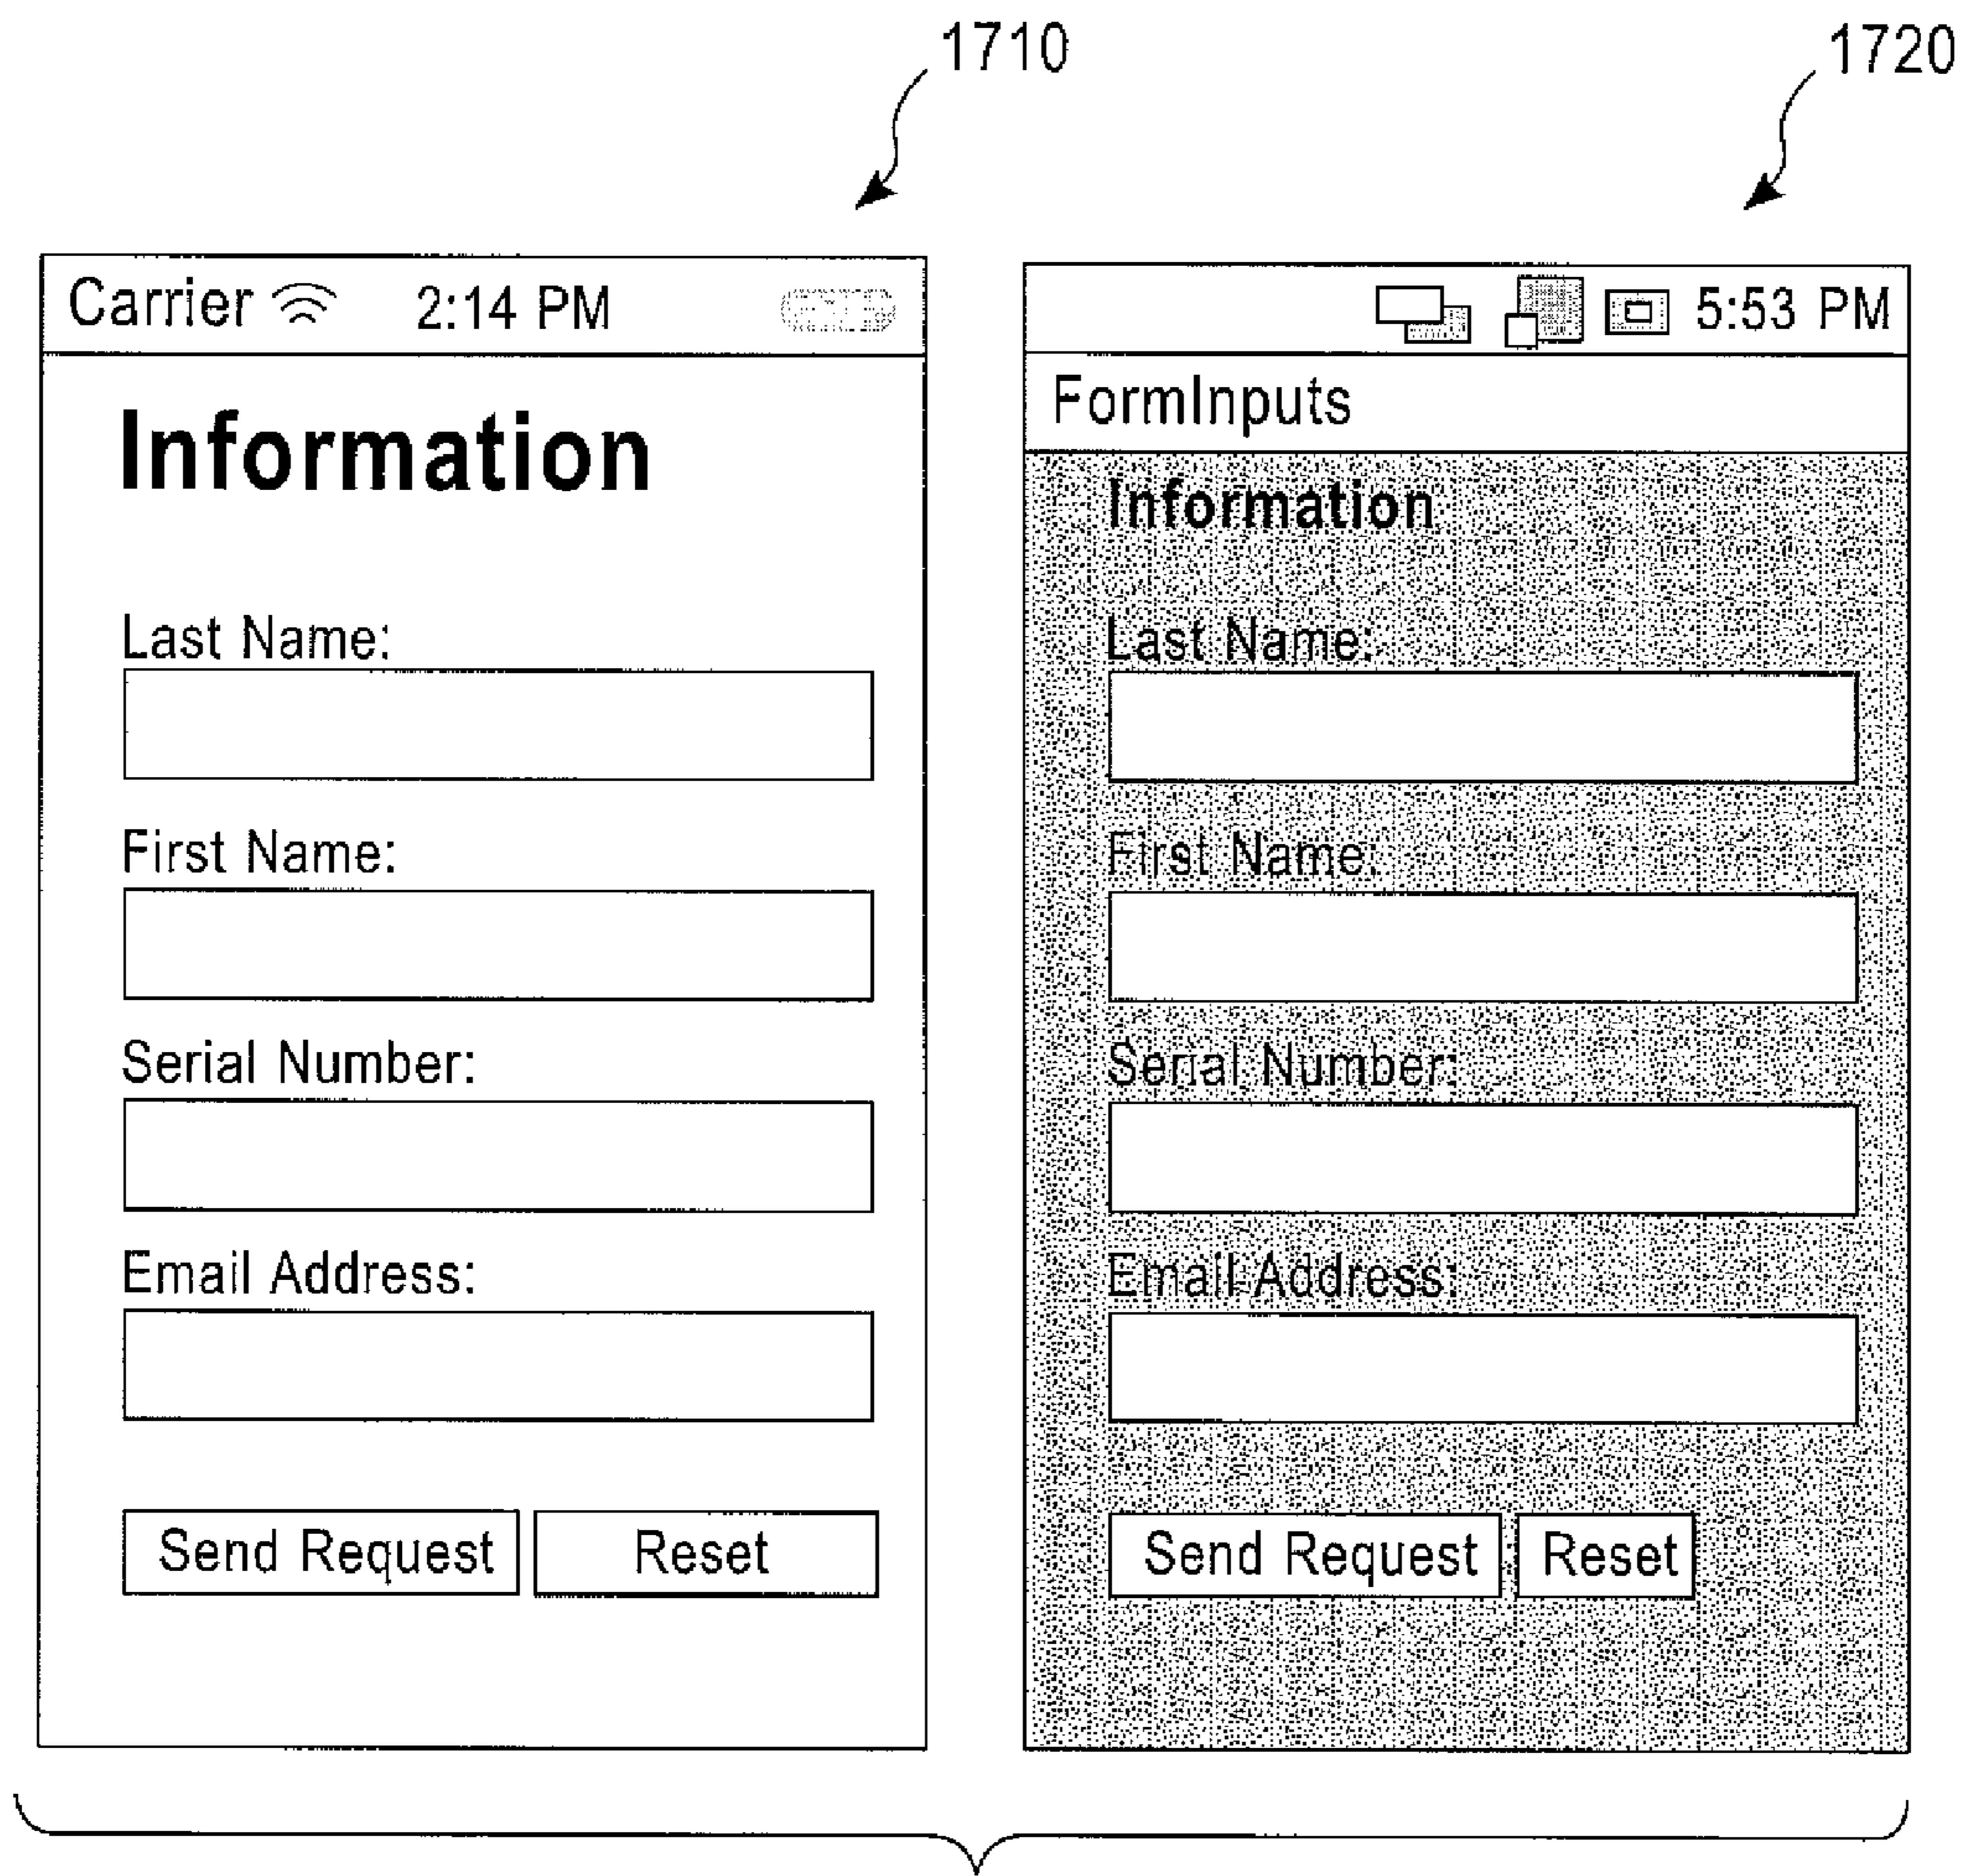 1710
1720
Carrier 2:14 PM
Information
Last Name:
First Name:
Serial Number:
Email Address:
Send Request Reset
5:53 PM
FormInputs
Information
Last Name:
First Name:
Serial Number:
Email Address:
Send Request Reset